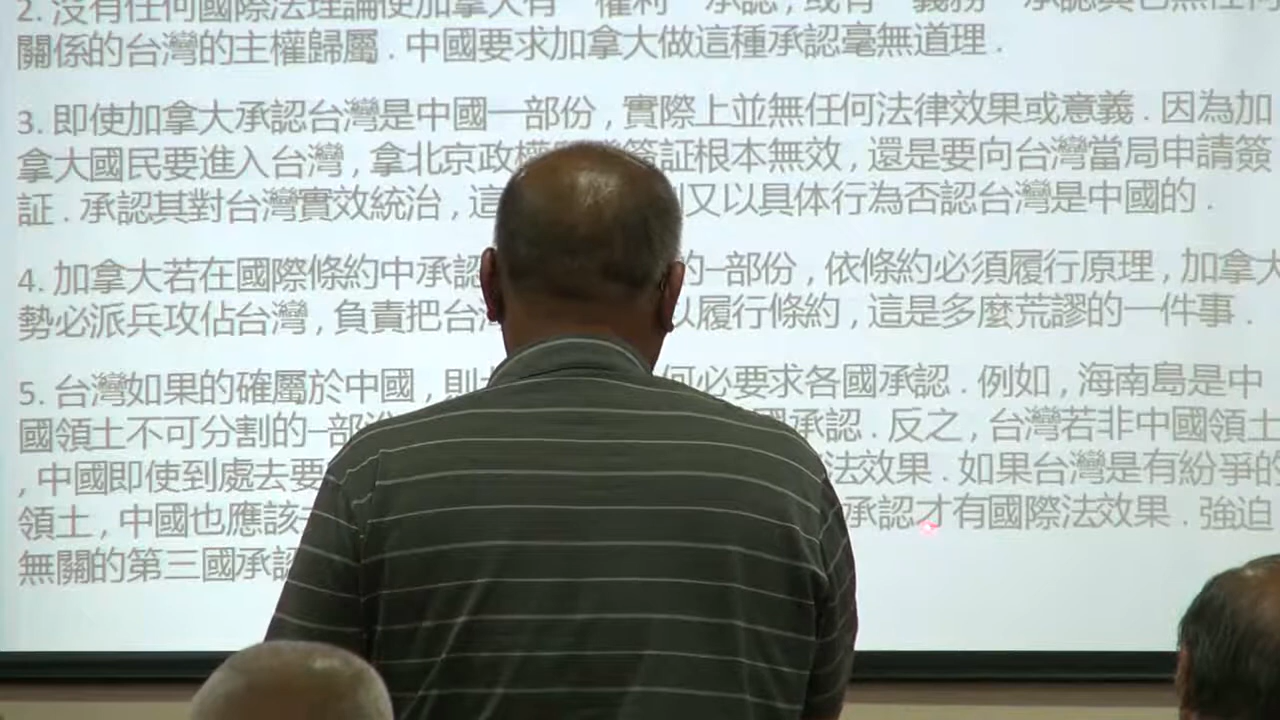 2. 沒有任何國際法理論使加拿大有 權利 承認 , 或有 義務 承認與它無任何
關係的台灣的主權歸屬 . 中國要求加拿大做這種承認毫無道理 .
3. 即使加拿大承認台灣是中國一部份 , 實際上並無任何法律效果或意義 . 因為加
拿大國民要進入台灣 , 拿北京政權 簽証根本無效 , 還是要向台灣當局申請簽
証 . 承認其對台灣實效統治 , 這 又以具体行為否認台灣是中國的 .
4. 加拿大若在國際條約中承認 的一部份 , 依條約必須履行原理 , 加拿大
勢必派兵攻佔台灣 , 負責把台灣 以履行條約 , 這是多麼荒謬的一件事 .
5. 台灣如果的確屬於中國 , 則 何必要求各國承認 . 例如 , 海南島是中
國領土不可分割的一部份 國承認 . 反之 , 台灣若非中國領土
, 中國即使到處去要 法效果 . 如果台灣是有紛爭的
領土 , 中國也應該 承認才有國際法效果 . 強迫
無關的第三國承認